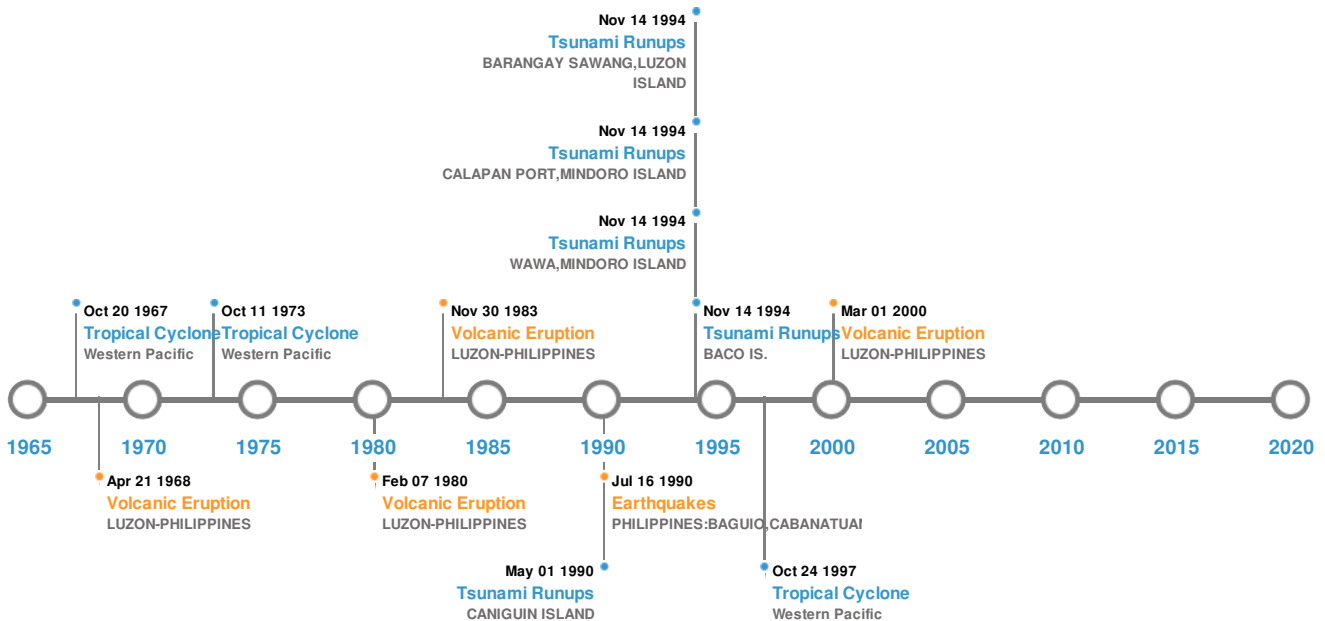 Nov 14 1994
Tsunami Runups
BARANGAY SAWANG,LUZON
ISLAND
Nov 14 1994
Tsunami Runups
CALAPAN PORT,MINDORO ISLAND
Nov 14 1994
Tsunami Runups
WAWA,MINDORO ISLAND
Oct 20 1967
Tropical Cyclone
Western Pacific
Oct 11 1973
Tropical Cyclone
Western Pacific
Nov 30 1983
Volcanic Eruption
LUZON-PHILIPPINES
Nov 14 1994
Tsunami Runups
BACO IS.
Mar 01 2000
Volcanic Eruption
LUZON-PHILIPPINES
1965 1970 1975 1980 1985 1990 1995 2000 2005 2010 2015 2020
Apr 21 1968
Volcanic Eruption
LUZON-PHILIPPINES
Feb 07 1980
Volcanic Eruption
LUZON-PHILIPPINES
Jul 16 1990
Earthquakes
PHILIPPINES:BAGUIO,CABANATUAN
May 01 1990
Tsunami Runups
CANIGUIN ISLAND
Oct 24 1997
Tropical Cyclone
Western Pacific